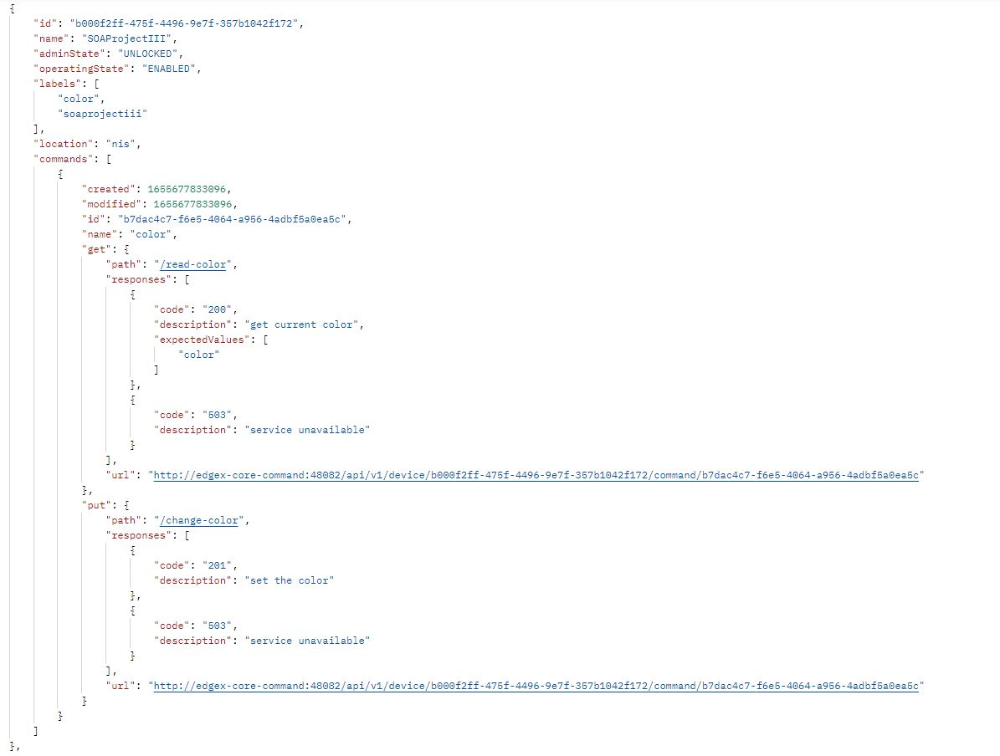 {
    "id": "b000f2ff-475f-4496-9e7f-357b1042f172",
    "name": "SOAProjectIII",
    "adminState": "UNLOCKED",
    "operatingState": "ENABLED",
    "labels": [
        "color",
        "soaprojectiii"
    ],
    "location": "nis",
    "commands": [
        {
            "created": 1655677833096,
            "modified": 1655677833096,
            "id": "b7dac4c7-f6e5-4064-a956-4adbf5a0ea5c",
            "name": "color",
            "get": {
                "path": "/read-color",
                "responses": [
                    {
                        "code": "200",
                        "description": "get current color",
                        "expectedValues": [
                            "color"
                        ]
                    },
                    {
                        "code": "503",
                        "description": "service unavailable"
                    }
                ],
                "url": "http://edgex-core-command:48082/api/v1/device/b000f2ff-475f-4496-9e7f-357b1042f172/command/b7dac4c7-f6e5-4064-a956-4adbf5a0ea5c"
            },
            "put": {
                "path": "/change-color",
                "responses": [
                    {
                        "code": "201",
                        "description": "set the color"
                    },
                    {
                        "code": "503",
                        "description": "service unavailable"
                    }
                ],
                "url": "http://edgex-core-command:48082/api/v1/device/b000f2ff-475f-4496-9e7f-357b1042f172/command/b7dac4c7-f6e5-4064-a956-4adbf5a0ea5c"
            }
        }
    ]
},